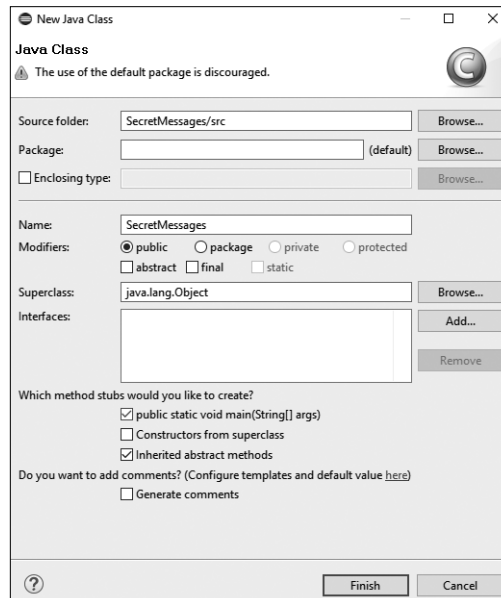 New Java Class
Java Class
The use of the default package is discouraged.
Source folder: SecretMessages/src Browse...
Package: (default) Browse...
Enclosing type: Browse...
Name: SecretMessages
Modifiers: public package private protected
abstract final static
Superclass: java.lang.Object Browse...
Interfaces: Add...
Remove
Which method stubs would you like to create?
public static void main(String[] args)
Constructors from superclass
Inherited abstract methods
Do you want to add comments? (Configure templates and default value here)
Generate comments
? Finish Cancel